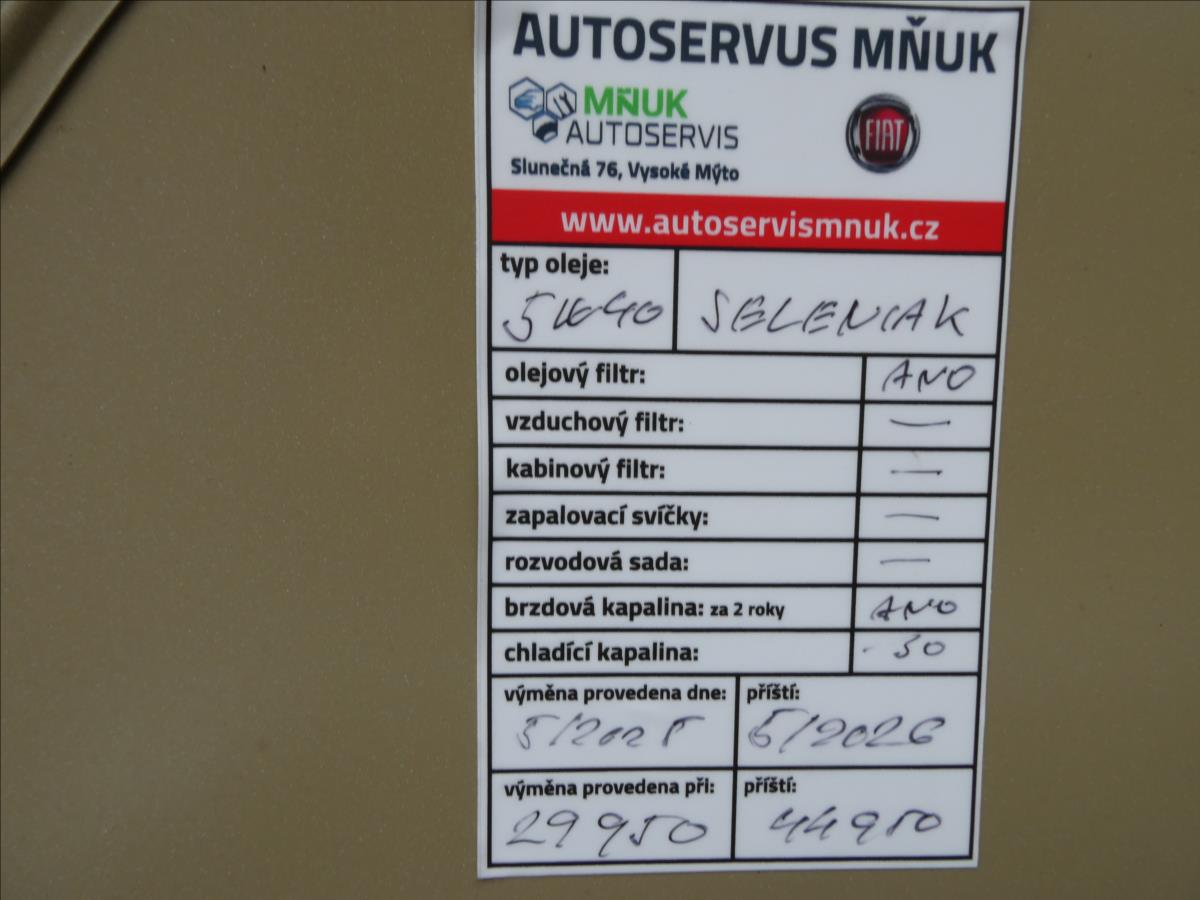 AUTOSERVUS MŇUK
MŇUK
AUTOSERVIS
FIAT
Slunečná 76, Vysoké Mýto
www.autoservismnuk.cz
typ oleje:
5W40 SELENIAK
olejový filtr: ANO
vzduchový filtr: —
kabinový filtr: —
zapalovací svíčky: —
rozvodová sada: —
brzdová kapalina: za 2 roky ANO
chladící kapalina: -50
výměna provedena dne: příští:
5/2025 5/2026
výměna provedena při: příští:
29950 44950